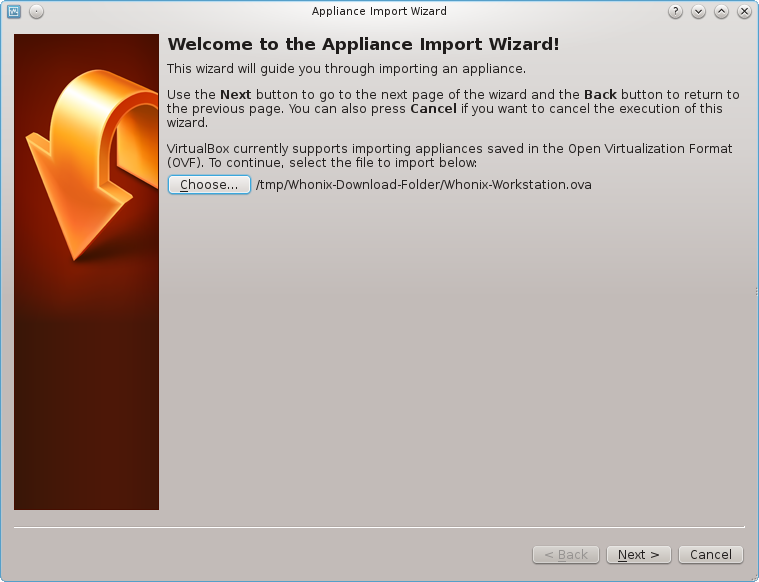 Appliance Import Wizard
Welcome to the Appliance Import Wizard!
This wizard will guide you through importing an appliance.
Use the Next button to go to the next page of the wizard and the Back button to return to
the previous page. You can also press Cancel if you want to cancel the execution of this
wizard.
VirtualBox currently supports importing appliances saved in the Open Virtualization Format
(OVF). To continue, select the file to import below:
Choose... /tmp/Whonix-Download-Folder/Whonix-Workstation.ova
< Back Next > Cancel